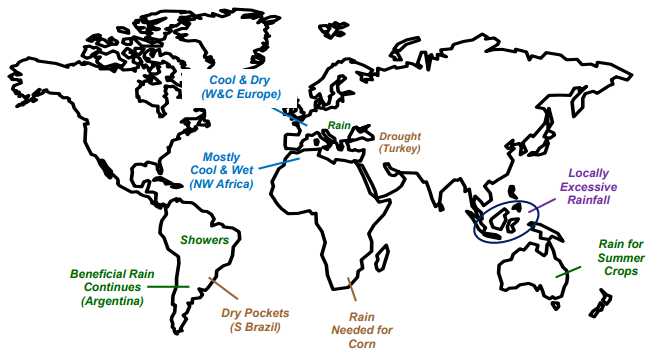 Cool & Dry
(W&C Europe)
Rain
Drought
(Turkey)
Mostly
Cool & Wet
(NW Africa)
Locally
Excessive
Rainfall
Showers
Rain for
Summer
Crops
Beneficial Rain
Continues
(Argentina)
Dry Pockets
(S Brazil)
Rain
Needed for
Corn